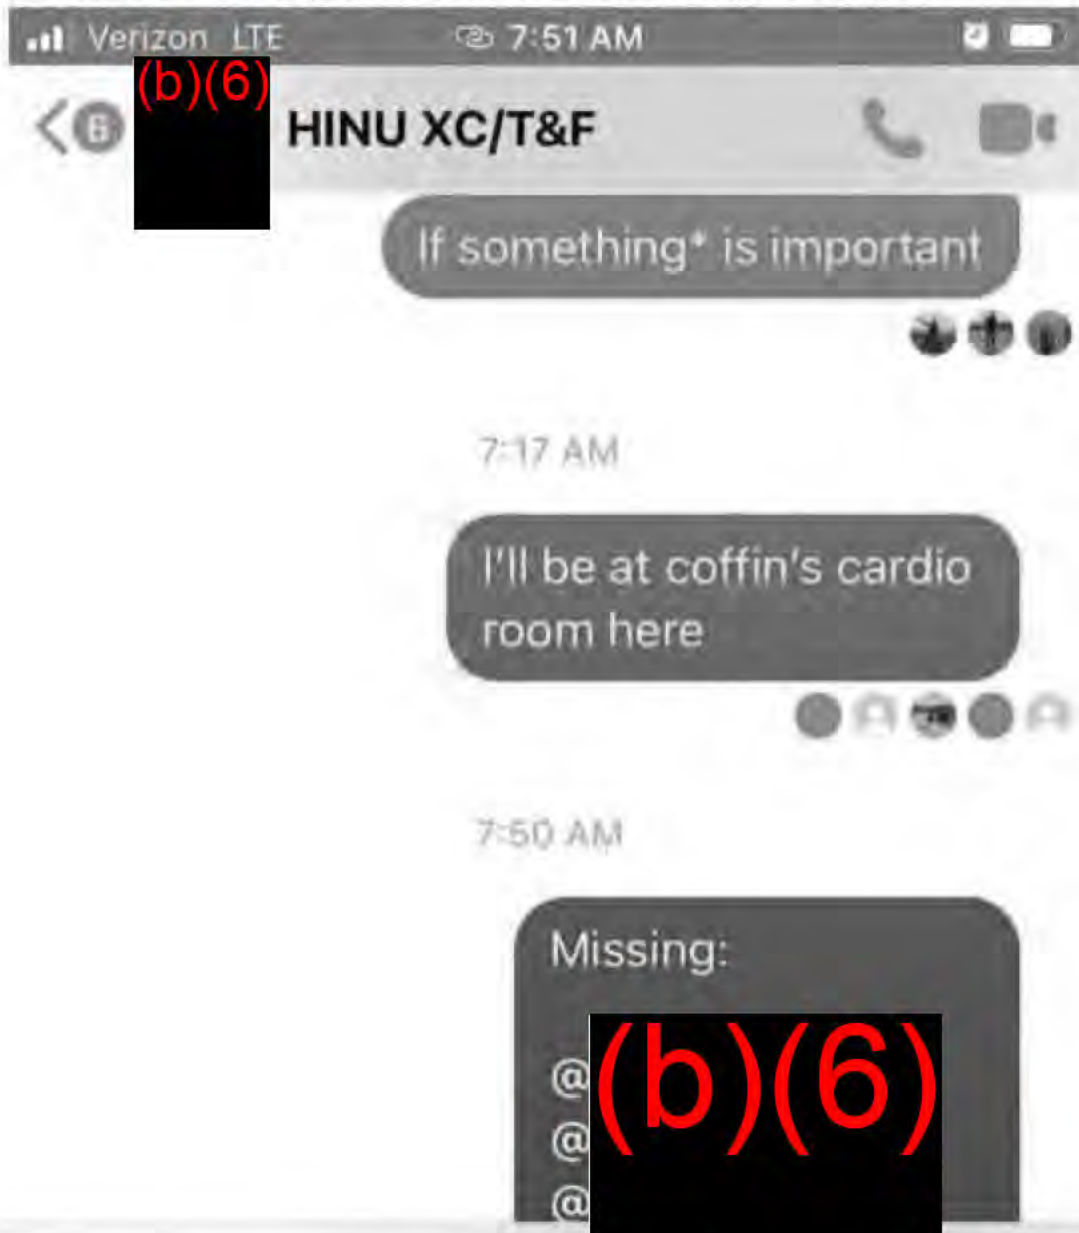 Verizon LTE 7:51 AM
6 (b)(6) HINU XC/T&F
If something* is important
7:17 AM
I'll be at coffin's cardio
room here
7:50 AM
Missing:
@ (b)(6)
@
@